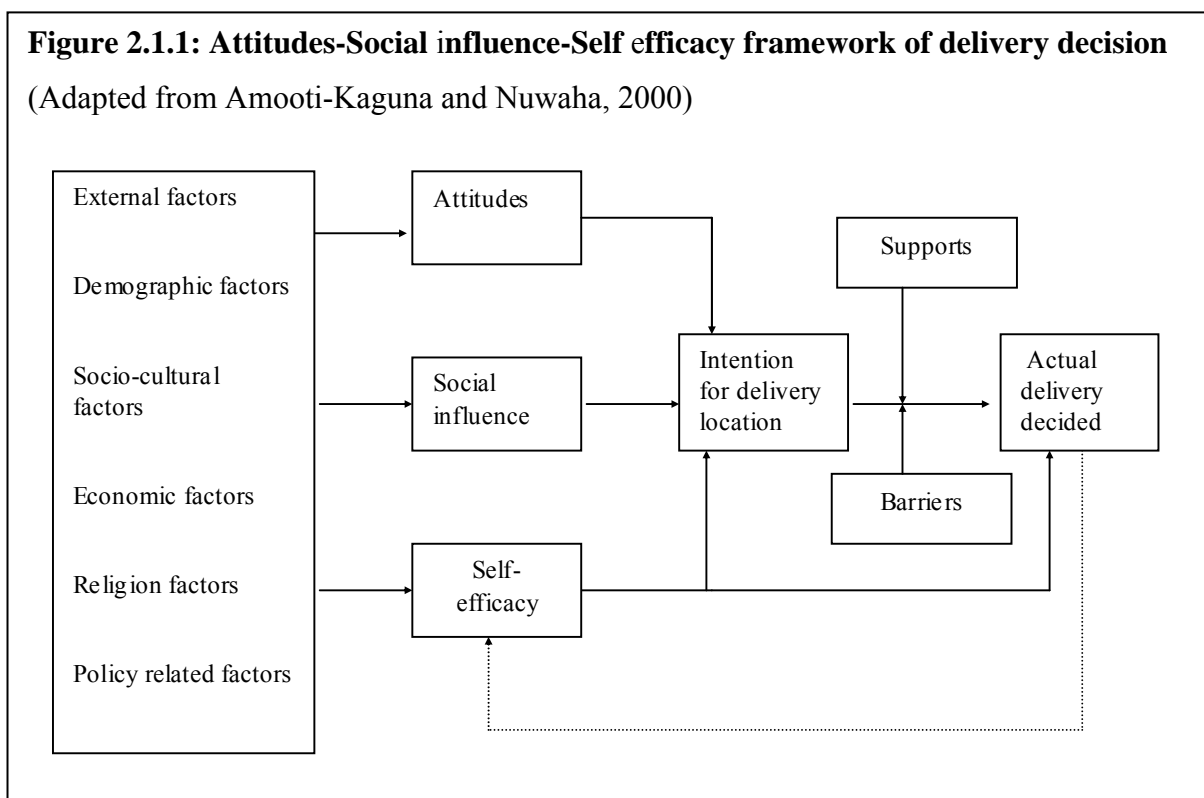 Figure 2.1.1: Attitudes-Social influence-Self efficacy framework of delivery decision
(Adapted from Amooti-Kaguna and Nuwaha, 2000)
External factors
Demographic factors
Socio-cultural
factors
Economic factors
Religion factors
Policy related factors
Attitudes
Social
influence
Self-
efficacy
Intention
for delivery
location
Supports
Barriers
Actual
delivery
decided